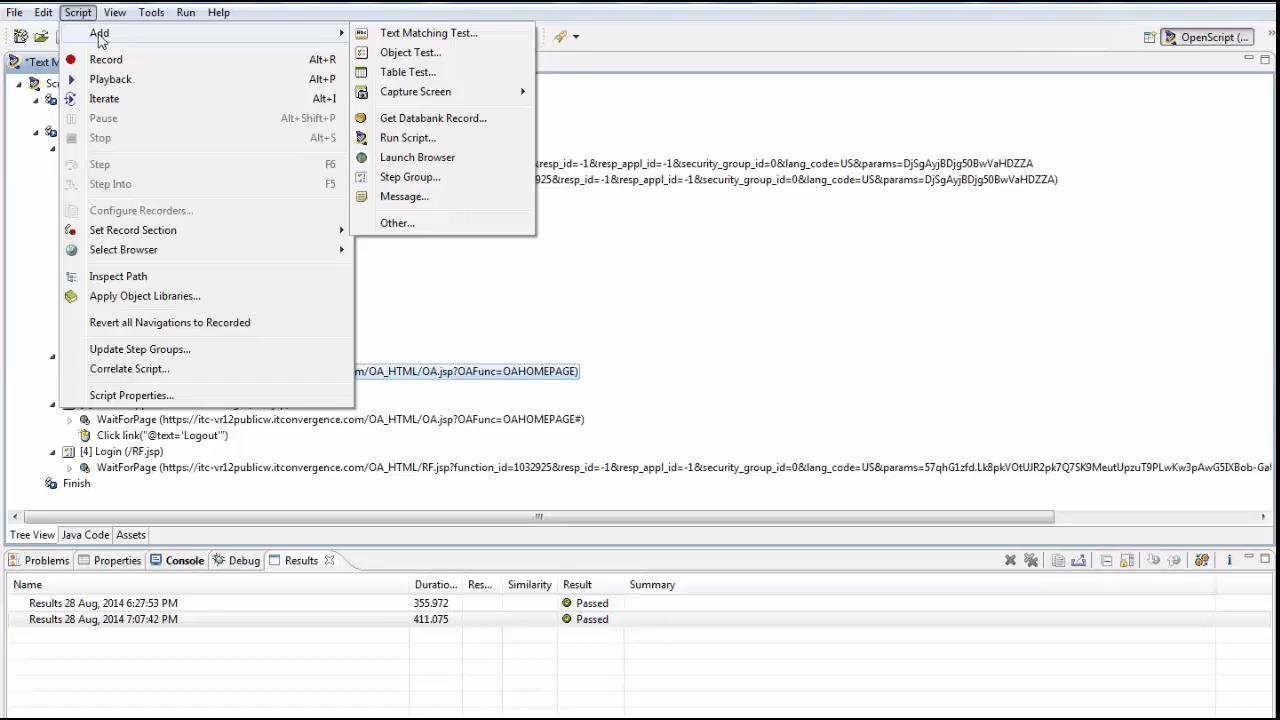 File Edit Script View Tools Run Help
OpenScript (...
*Text M
Add
Record Alt+R
Playback Alt+P
Iterate Alt+I
Pause Alt+Shift+P
Stop Alt+S
Step F6
Step Into F5
Configure Recorders...
Set Record Section
Select Browser
Inspect Path
Apply Object Libraries...
Revert all Navigations to Recorded
Update Step Groups...
Correlate Script...
Script Properties...
Text Matching Test...
Object Test...
Table Test...
Capture Screen
Get Databank Record...
Run Script...
Launch Browser
Step Group...
Message...
Other...
resp_id=-1&resp_appl_id=-1&security_group_id=0&lang_code=US&params=DjSgAyjBDjg50BwVaHDZZA
925&resp_id=-1&resp_appl_id=-1&security_group_id=0&lang_code=US&params=DjSgAyjBDjg50BwVaHDZZA)
m/OA_HTML/OA.jsp?OAFunc=OAHOMEPAGE)
WaitForPage (https://itc-vr12publicw.itconvergence.com/OA_HTML/OA.jsp?OAFunc=OAHOMEPAGE#)
Click link("@text='Logout'")
[4] Login (/RF.jsp)
WaitForPage (https://itc-vr12publicw.itconvergence.com/OA_HTML/RF.jsp?function_id=1032925&resp_id=-1&resp_appl_id=-1&security_group_id=0&lang_code=US&params=57qhG1zfd.Lk8pkVOtUJR2pk7Q7SK9MeutUpzuT9PLwKw3pAwG5IXBob-Gal
Finish
Tree View Java Code Assets
Problems Properties Console Debug Results
Name Duratio... Res... Similarity Result Summary
Results 28 Aug, 2014 6:27:53 PM 355.972 Passed
Results 28 Aug, 2014 7:07:42 PM 411.075 Passed